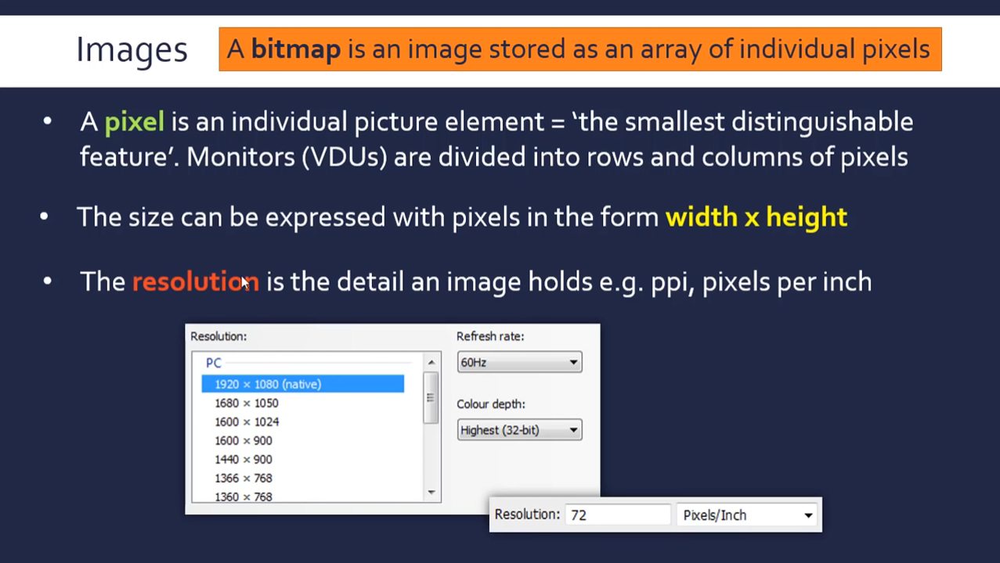 Images
A bitmap is an image stored as an array of individual pixels
• A pixel is an individual picture element = ‘the smallest distinguishable
feature’. Monitors (VDUs) are divided into rows and columns of pixels
• The size can be expressed with pixels in the form width x height
• The resolution is the detail an image holds e.g. ppi, pixels per inch
Resolution:
PC
1920 × 1080 (native)
1680 × 1050
1600 × 1024
1600 × 900
1440 × 900
1366 × 768
1360 × 768
Refresh rate:
60Hz
Colour depth:
Highest (32-bit)
Resolution: 72 Pixels/Inch